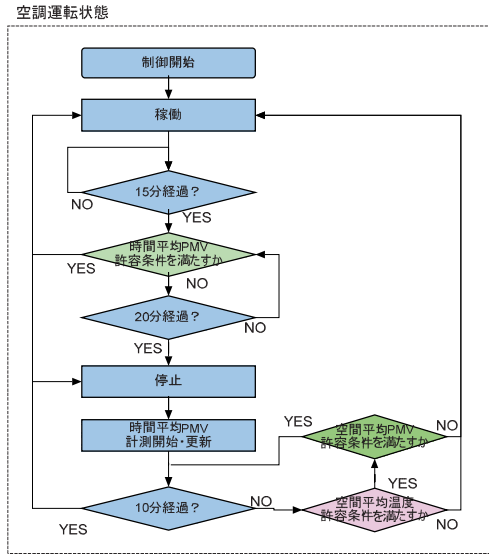 空調運転状態
制御開始
稼働
15分経過？
NO
YES
時間平均PMV
許容条件を満たすか
YES
NO
20分経過？
NO
YES
停止
時間平均PMV
計測開始・更新
YES
空間平均PMV
許容条件を満たすか
NO
YES
10分経過？
NO
空間平均温度
許容条件を満たすか
YES
NO